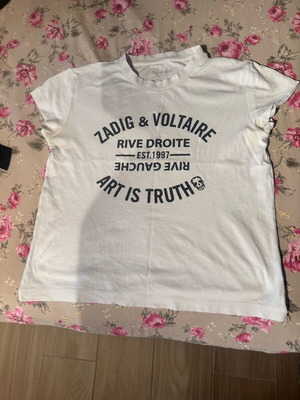 ZADIG & VOLTAIRE
RIVE DROITE
EST.1997
RIVE GAUCHE
ART IS TRUTH